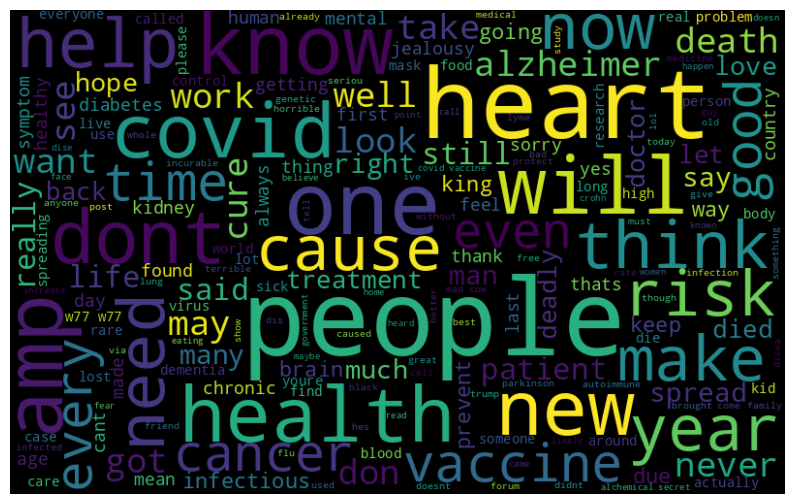 everyone
called
human
already
mental
take
going
real
problem
medical
doesn
help
know
now
death
please
jealousy
study
control
getting
mask
food
alzheimer
happen
medicine
love
healthy
see
hope
work
well
heart
symptom
diabetes
genetic
horrible
seriou
first
point
call
lyme
research
person
guy
old
live
use
whole
covid
look
still
sorry
doctor
country
want
dise
incurable
thing
right
covid vaccine
bad
protect
lol
today
let
good
face
time
cure
always
believe
ive
yes
long
high
give
say
really
anyone
back
post
kidney
one
king
feel
will
crohn
must
way
body
spreading
dont
tell
without
known
women
infection
something
life
found
world
lot
cause
even
thank
free
rate
think
increase
terrible
lung
sick
treatment
man
mad cow
thats
though
day
virus
home
deadly
risk
w77 w77
government
better
last
keep
died
amp
need
may
said
people
rare
eating
show
dis
caused
heard
best
die
make
disea
every
lost
made
via
many
dementia
brain
maybe
great
much
prevent
patient
parkinson
autoimmune
spread
kid
cant
fear
chronic
youre
find
black
cell
trump
brought
come
family
health
new
year
friend
read
case
infected
got
cancer
hes
someone
around
likely
age
mean
flu
blood
vaccine
came
due
never
care
infectious
used
don
doesnt
forum
didnt
actually
alchemical secret